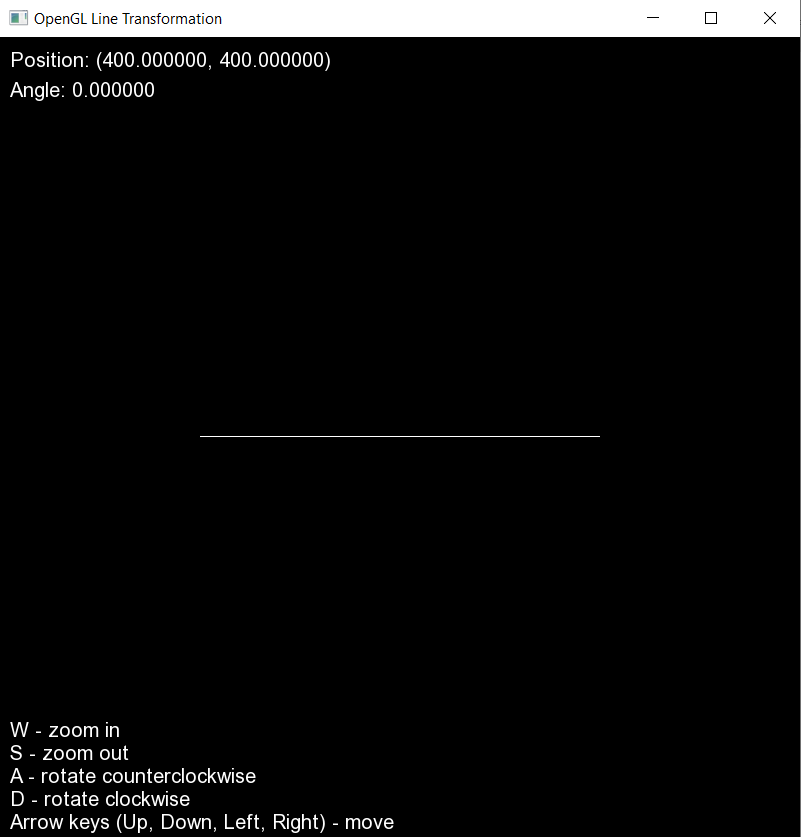 OpenGL Line Transformation
Position: (400.000000, 400.000000)
Angle: 0.000000
W - zoom in
S - zoom out
A - rotate counterclockwise
D - rotate clockwise
Arrow keys (Up, Down, Left, Right) - move